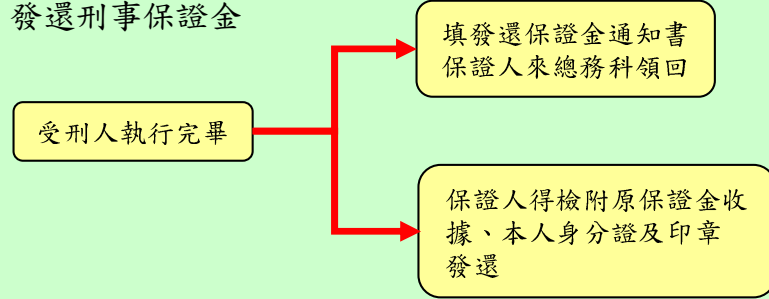 發還刑事保證金
填發還保證金通知書
保證人來總務科領回
受刑人執行完畢
保證人得檢附原保證金收
據、本人身分證及印章
發還